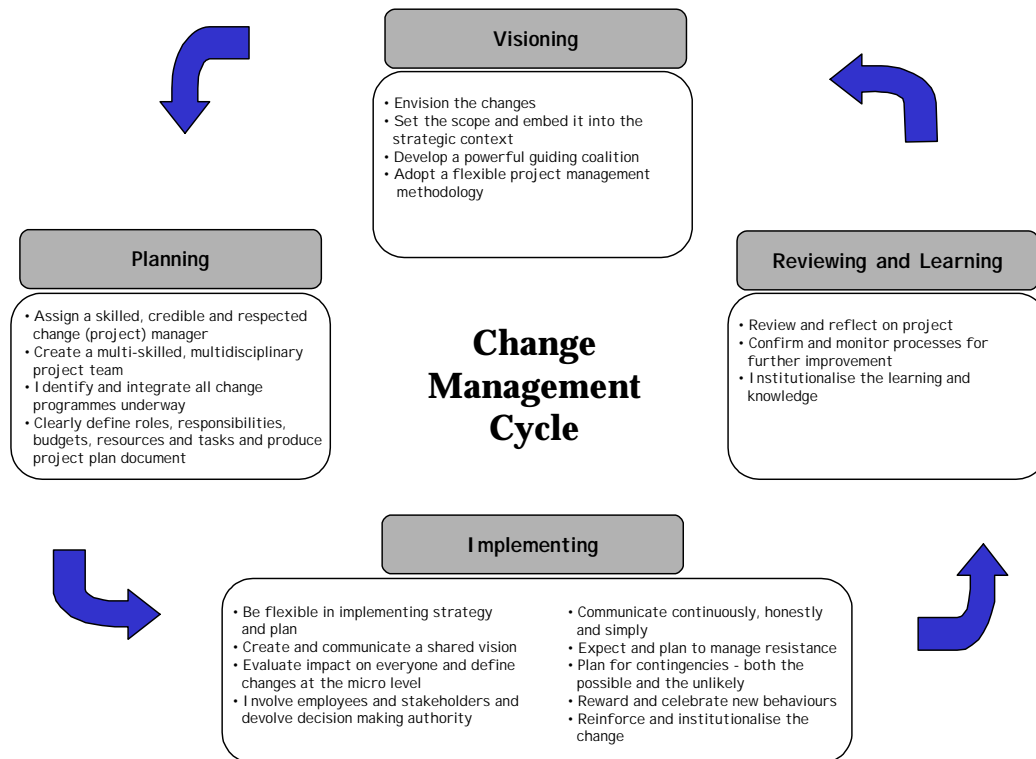 Visioning
• Envision the changes
• Set the scope and embed it into the
strategic context
• Develop a powerful guiding coalition
• Adopt a flexible project management
methodology
Planning
• Assign a skilled, credible and respected
change (project) manager
• Create a multi-skilled, multidisciplinary
project team
• Identify and integrate all change
programmes underway
• Clearly define roles, responsibilities,
budgets, resources and tasks and produce
project plan document
Change
Management
Cycle
Reviewing and Learning
• Review and reflect on project
• Confirm and monitor processes for
further improvement
• Institutionalise the learning and
knowledge
Implementing
• Be flexible in implementing strategy
and plan
• Create and communicate a shared vision
• Evaluate impact on everyone and define
changes at the micro level
• Involve employees and stakeholders and
devolve decision making authority
• Communicate continuously, honestly
and simply
• Expect and plan to manage resistance
• Plan for contingencies - both the
possible and the unlikely
• Reward and celebrate new behaviours
• Reinforce and institutionalise the
change